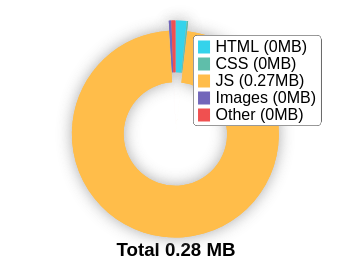 HTML (0MB)
CSS (0MB)
JS (0.27MB)
Images (0MB)
Other (0MB)
Total 0.28 MB